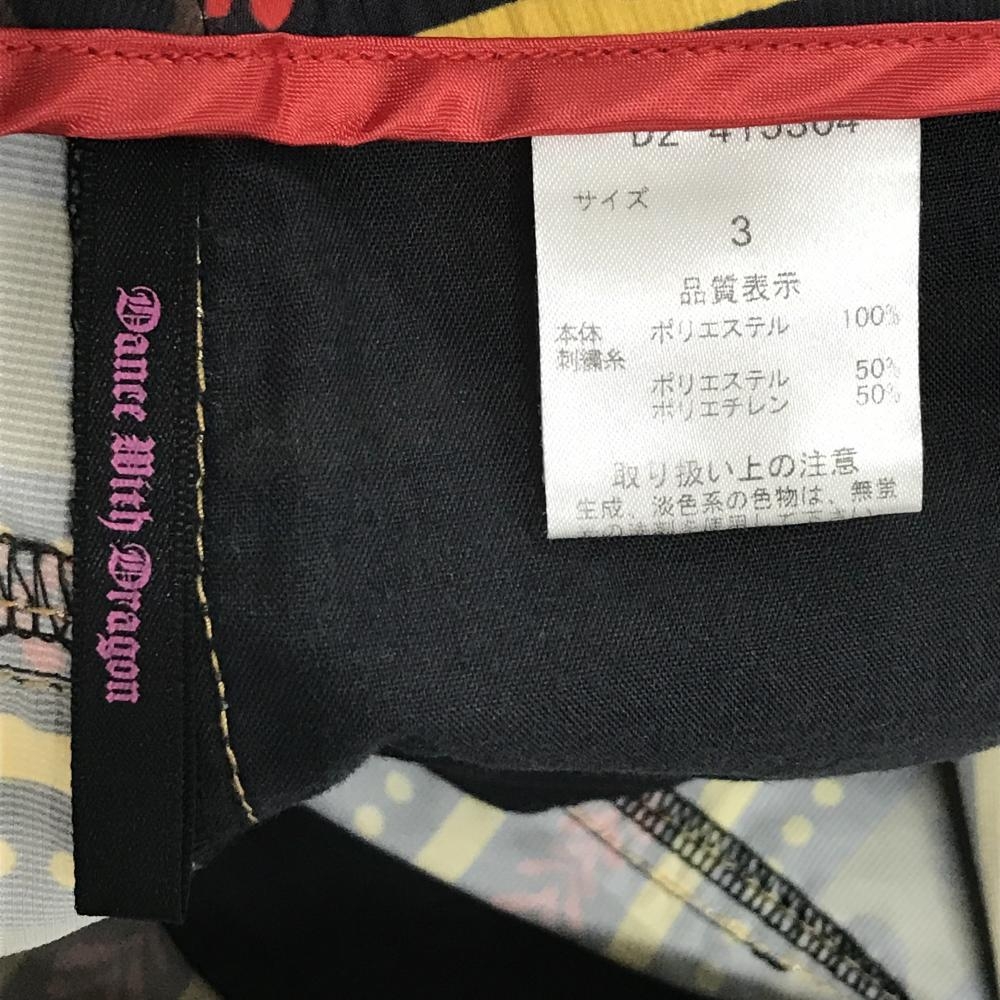 D2-415304
サイズ
3
品質表示
本体 ポリエステル 100%
刺繍糸
ポリエステル 50%
ポリエチレン 50%
取り扱い上の注意
生成、淡色系の色物は、無蛍
Dance With Dragon